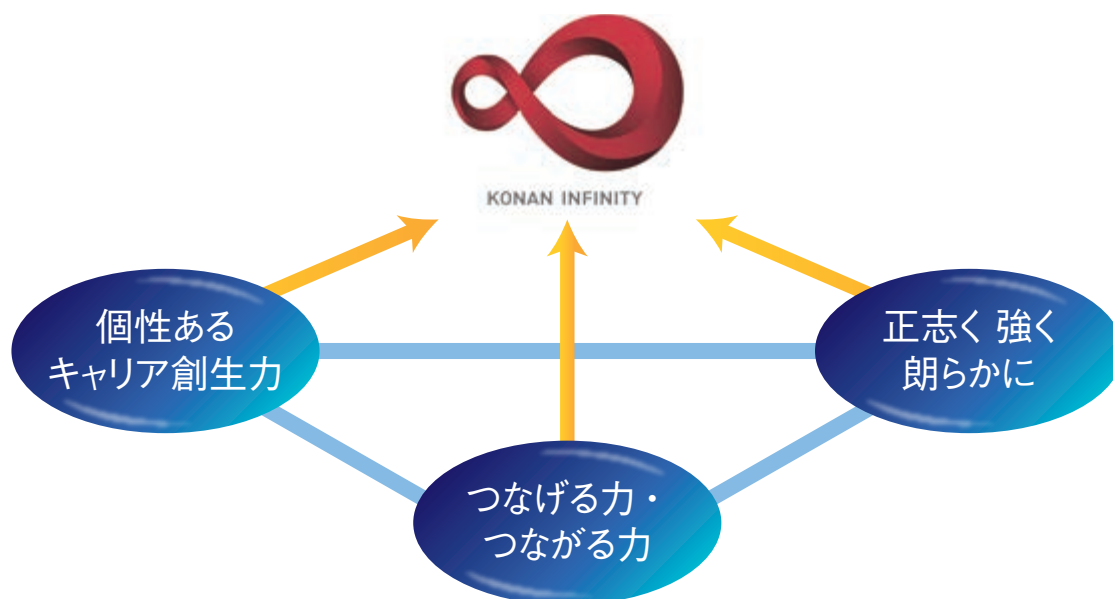 KONAN INFINITY
個性ある
キャリア創生力
正志く 強く
朗らかに
つなげる力・
つながる力